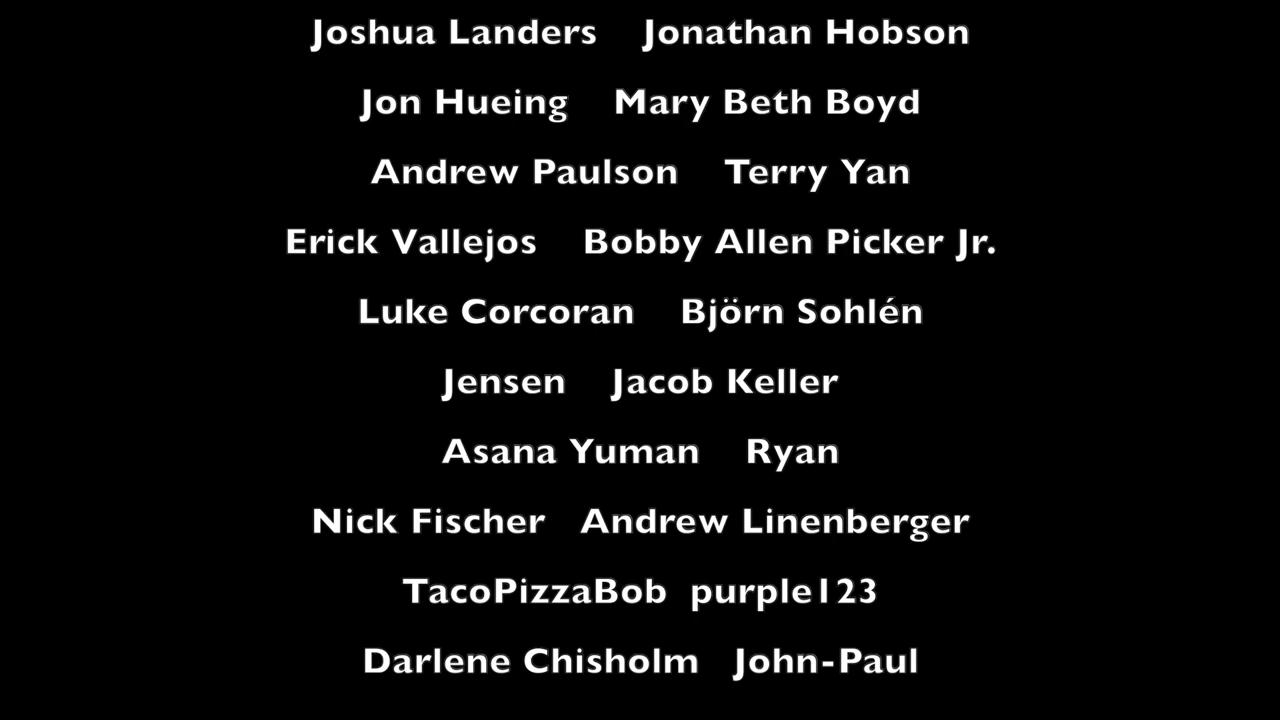 Joshua Landers    Jonathan Hobson
Jon Hueing    Mary Beth Boyd
Andrew Paulson    Terry Yan
Erick Vallejos    Bobby Allen Picker Jr.
Luke Corcoran    Björn Sohlén
Jensen    Jacob Keller
Asana Yuman    Ryan
Nick Fischer   Andrew Linenberger
TacoPizzaBob  purple123
Darlene Chisholm   John-Paul